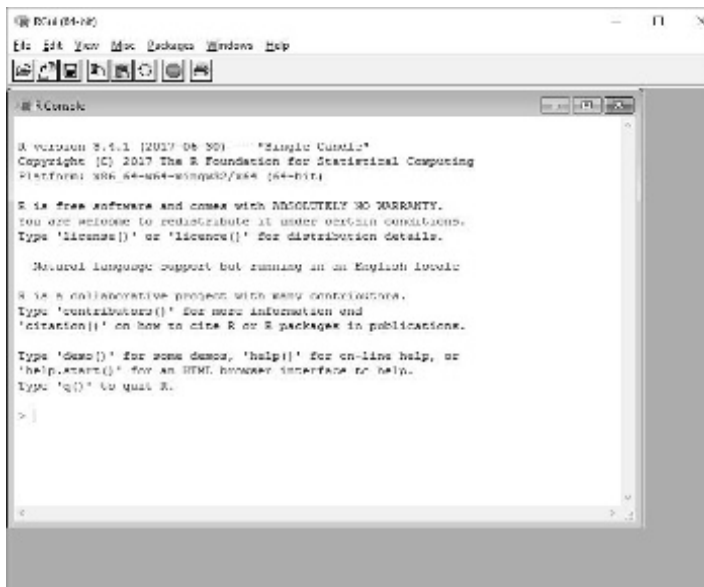 RGui (64-bit)
File Edit View Misc Packages Windows Help
R Console
R version 3.4.1 (2017-06-30) -- "Single Candle"
Copyright (C) 2017 The R Foundation for Statistical Computing
Platform: x86_64-w64-mingw32/x64 (64-bit)
R is free software and comes with ABSOLUTELY NO WARRANTY.
You are welcome to redistribute it under certain conditions.
Type 'license()' or 'licence()' for distribution details.
Natural language support but running in an English locale
R is a collaborative project with many contributors.
Type 'contributors()' for more information and
'citation()' on how to cite R or R packages in publications.
Type 'demo()' for some demos, 'help()' for on-line help, or
'help.start()' for an HTML browser interface to help.
Type 'q()' to quit R.
>